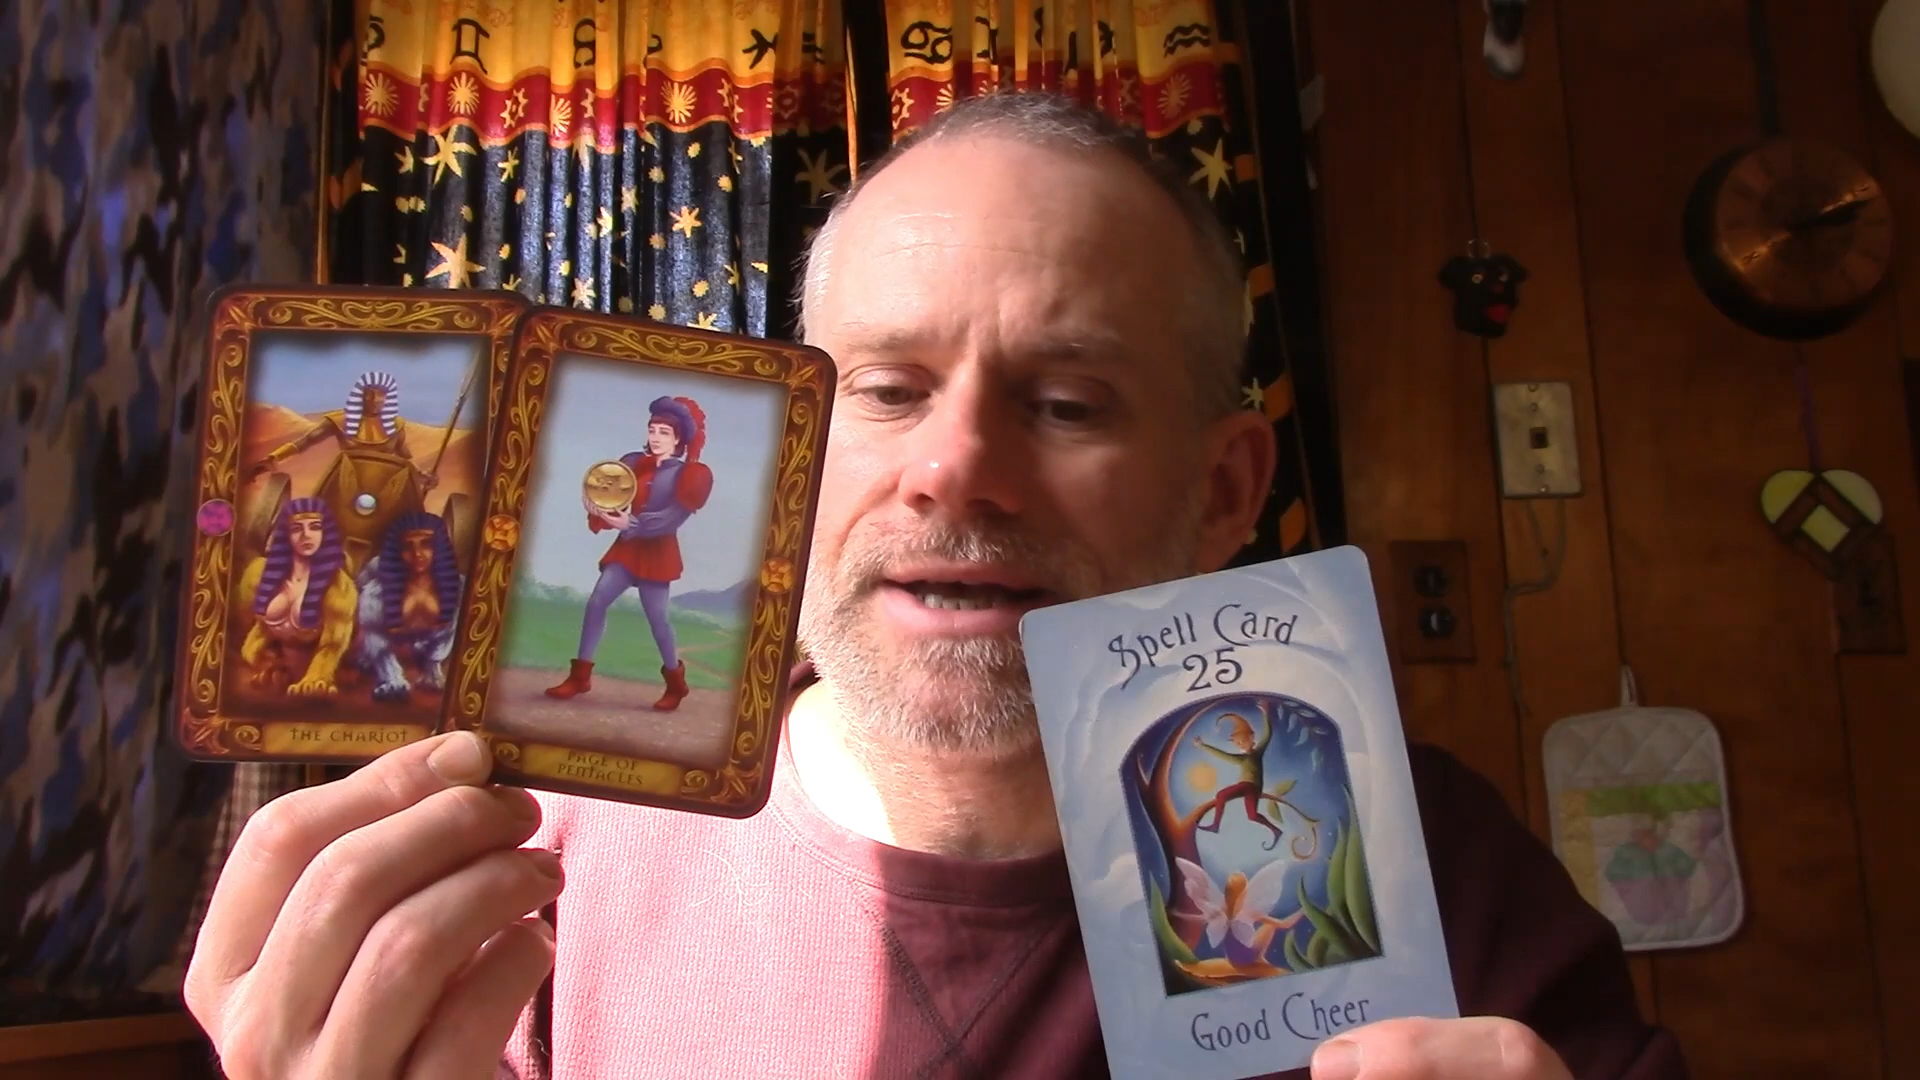 THE CHARIOT
PAGE OF
PENTACLES
Spell Card
25
Good Cheer